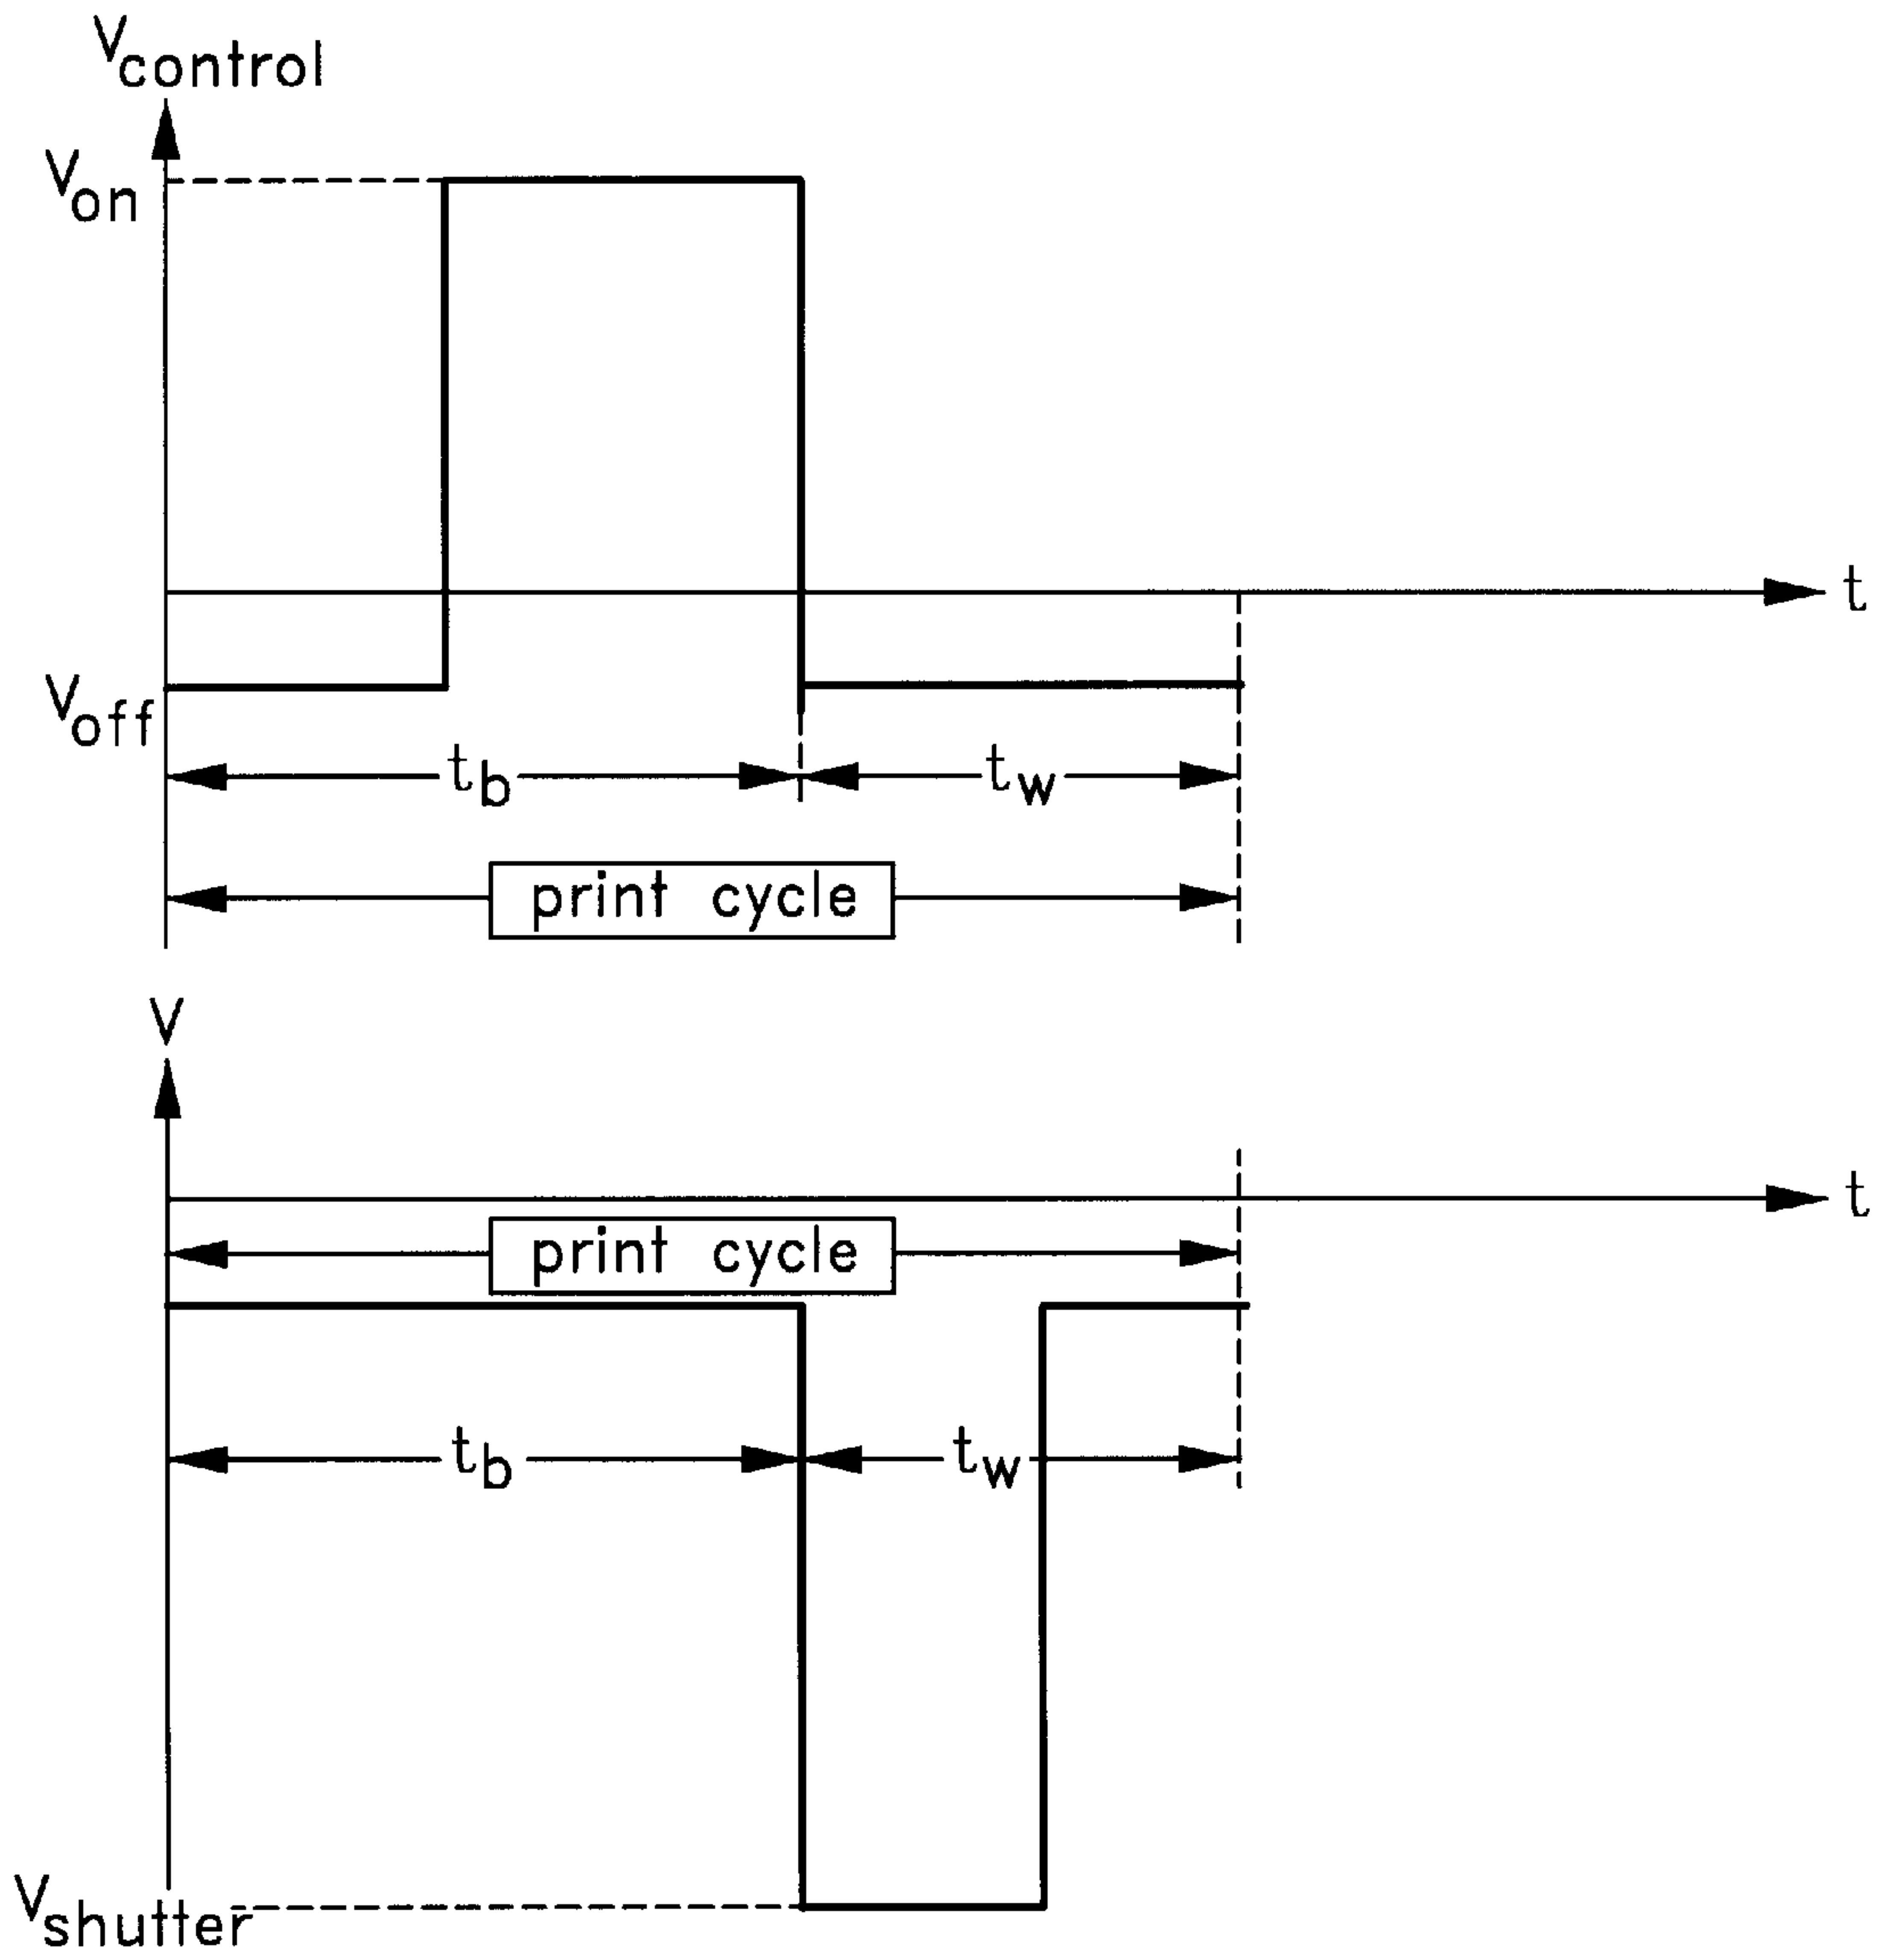 Vcontrol
Von
t
Voff
tb
tw
print cycle
V
t
print cycle
tb
tw
Vshutter